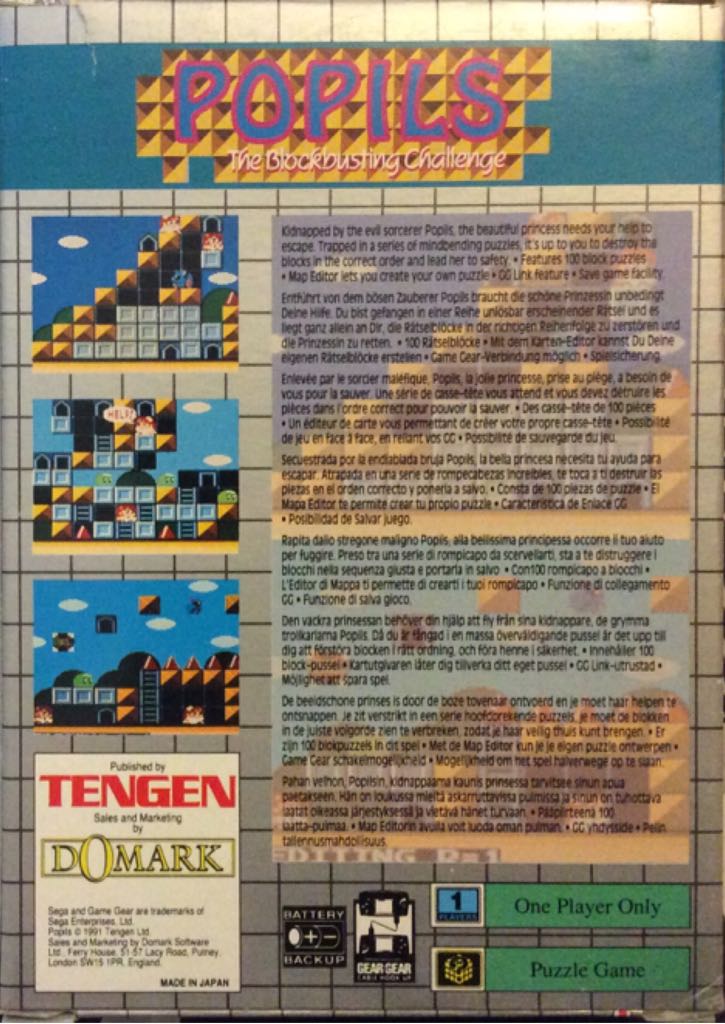 POPILS
The Blockbusting Challenge
HELP!
Kidnapped by the evil sorcerer Popils, the beautiful princess needs your help to
escape. Trapped in a series of mindbending puzzles, it's up to you to destroy the
blocks in the correct order and lead her to safety. • Features 100 block puzzles
• Map Editor lets you create your own puzzle • GG Link feature • Save game facility.
Entführt von dem bösen Zauberer Popils braucht die schöne Prinzessin unbedingt
Deine Hilfe. Du bist gefangen in einer Reihe unlösbar erscheinender Rätsel und es
liegt ganz allein an Dir, die Rätselblöcke in der richtigen Reihenfolge zu zerstören und
die Prinzessin zu retten. • 100 Rätselblöcke • Mit dem Karten-Editor kannst Du Deine
eigenen Rätselblöcke erstellen • Game Gear-Verbindung möglich • Spielsicherung.
Enlevée par le sorcier maléfique, Popils, la jolie princesse, prise au piège, a besoin de
vous pour la sauver. Une série de casse-tête vous attend et vous devez détruire les
pièces dans l'ordre correct pour pouvoir la sauver. • Des casse-tête de 100 pièces
• Un éditeur de carte vous permettant de créer votre propre casse-tête • Possibilité
de jeu en face à face, en reliant vos GG • Possibilité de sauvegarde du jeu.
Secuestrada por la endiablada bruja Popils, la bella princesa necesita tu ayuda para
escapar. Atrapada en una serie de rompecabezas increíbles, te toca a ti destruir las
piezas en el orden correcto y ponerla a salvo. • Consta de 100 piezas de puzzle • El
Mapa Editor te permite crear tu propio puzzle • Característica de Enlace GG
• Posibilidad de Salvar juego.
Rapita dallo stregone maligno Popils, alla bellissima principessa occorre il tuo aiuto
per fuggire. Preso tra una serie di rompicapo da scervellarti, sta a te distruggere i
blocchi nella sequenza giusta e portarla in salvo • Con100 rompicapo a blocchi •
L'Editor di Mappa ti permette di crearti i tuoi rompicapo • Funzione di collegamento
GG • Funzione di salva gioco.
Den vackra prinsessan behöver din hjälp att fly från sina kidnappare, de grymma
trollkarlarna Popils. Då du är fångad i en massa överväldigande pussel är det upp till
dig att förstöra blocken i rätt ordning, och föra henne i säkerhet. • Innehåller 100
block-pussel • Kartutgivaren låter dig tillverka ditt eget pussel • GG Link-utrustad •
Möjlighet att spara spel.
De beeldschone prinses is door de boze tovenaar ontvoerd en je moet haar helpen te
ontsnappen. Je zit verstrikt in een serie hoofdbrekende puzzels, je moet de blokken
in de juiste volgorde zien te verbreken, zodat je haar veilig thuis kunt brengen. • Er
zijn 100 blokpuzzels in dit spel • Met de Map Editor kun je je eigen puzzle ontwerpen •
Game Gear schakelmogelijkheid • Mogelijkheid om het spel halverwege op te slaan.
Pahan velhon, Popilsin, kidnappaama kaunis prinsessa tarvitsee sinun apua
paetakseen. Hän on loukussa mieltä askarruttavissa pulmissa ja sinun on tuhottava
laatat oikeassa järjestyksessä ja vietävä hänet turvaan. • Pääpiirteenä 100
laatta-pulmaa. • Map Editorin avulla voit luoda oman pulman. • GG yhdysside • Pelin
tallennusmahdollisuus.
EDITING R-1
Published by
TENGEN
Sales and Marketing
by
DOMARK
Sega and Game Gear are trademarks of
Sega Enterprises, Ltd.
Popils © 1991 Tengen Ltd.
Sales and Marketing by Domark Software
Ltd., Ferry House, 51-57 Lacy Road, Putney,
London SW15 1PR, England.
MADE IN JAPAN
BATTERY
BACKUP
GEAR GEAR
CABLE HOOK UP
1
PLAYERS
One Player Only
Puzzle Game